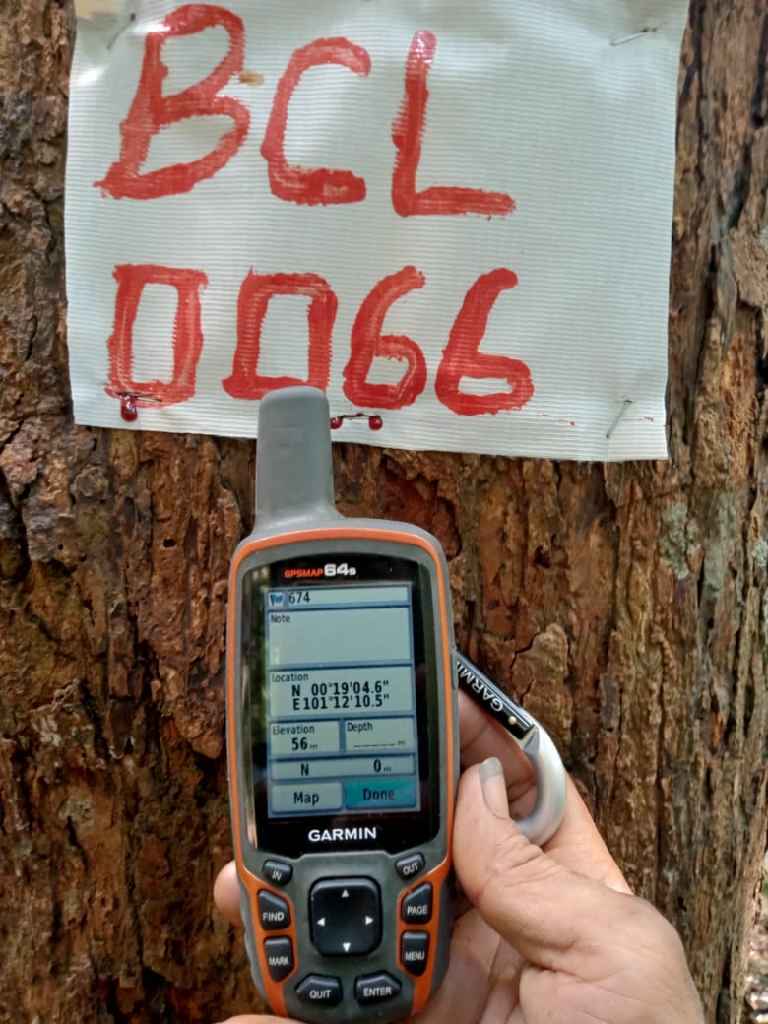 BCL
0066
GPSMAP 64s
674
Note
Location
N 00°19'04.6"
E101°12'10.5"
Elevation Depth
56 m _____ m
N 0 m
Map Done
GARMIN
GARMIN
IN OUT
FIND PAGE
MARK MENU
QUIT ENTER